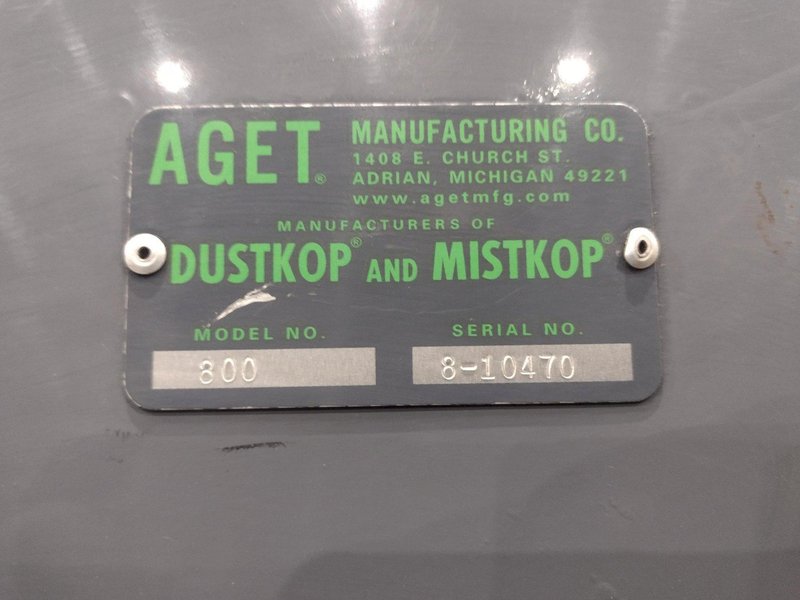 AGET® MANUFACTURING CO.
1408 E. CHURCH ST.
ADRIAN, MICHIGAN 49221
www.agetmfg.com
MANUFACTURERS OF
DUSTKOP® AND MISTKOP®
MODEL NO. SERIAL NO.
800 8-10470